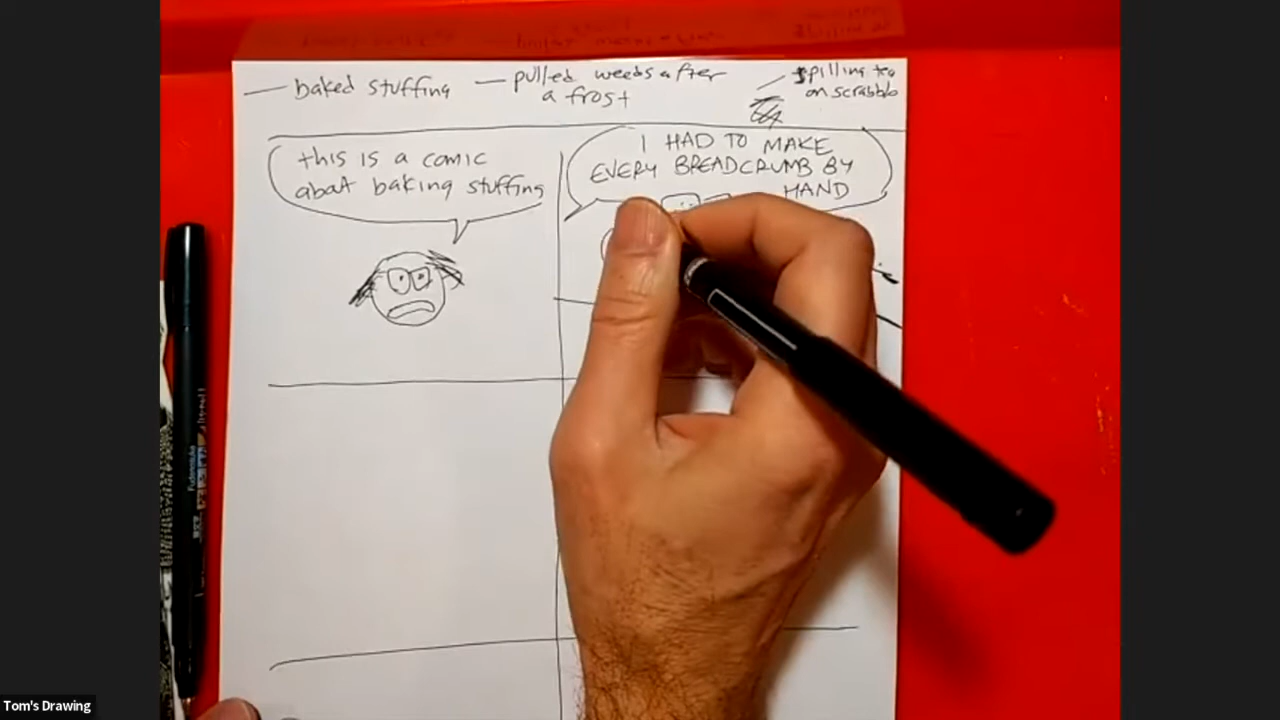 baked stuffing
pulled weeds after
a frost
spilling tea
on scrabble
this is a comic
about baking stuffing
I HAD TO MAKE
EVERY BREADCRUMB BY
HAND
Tom's Drawing